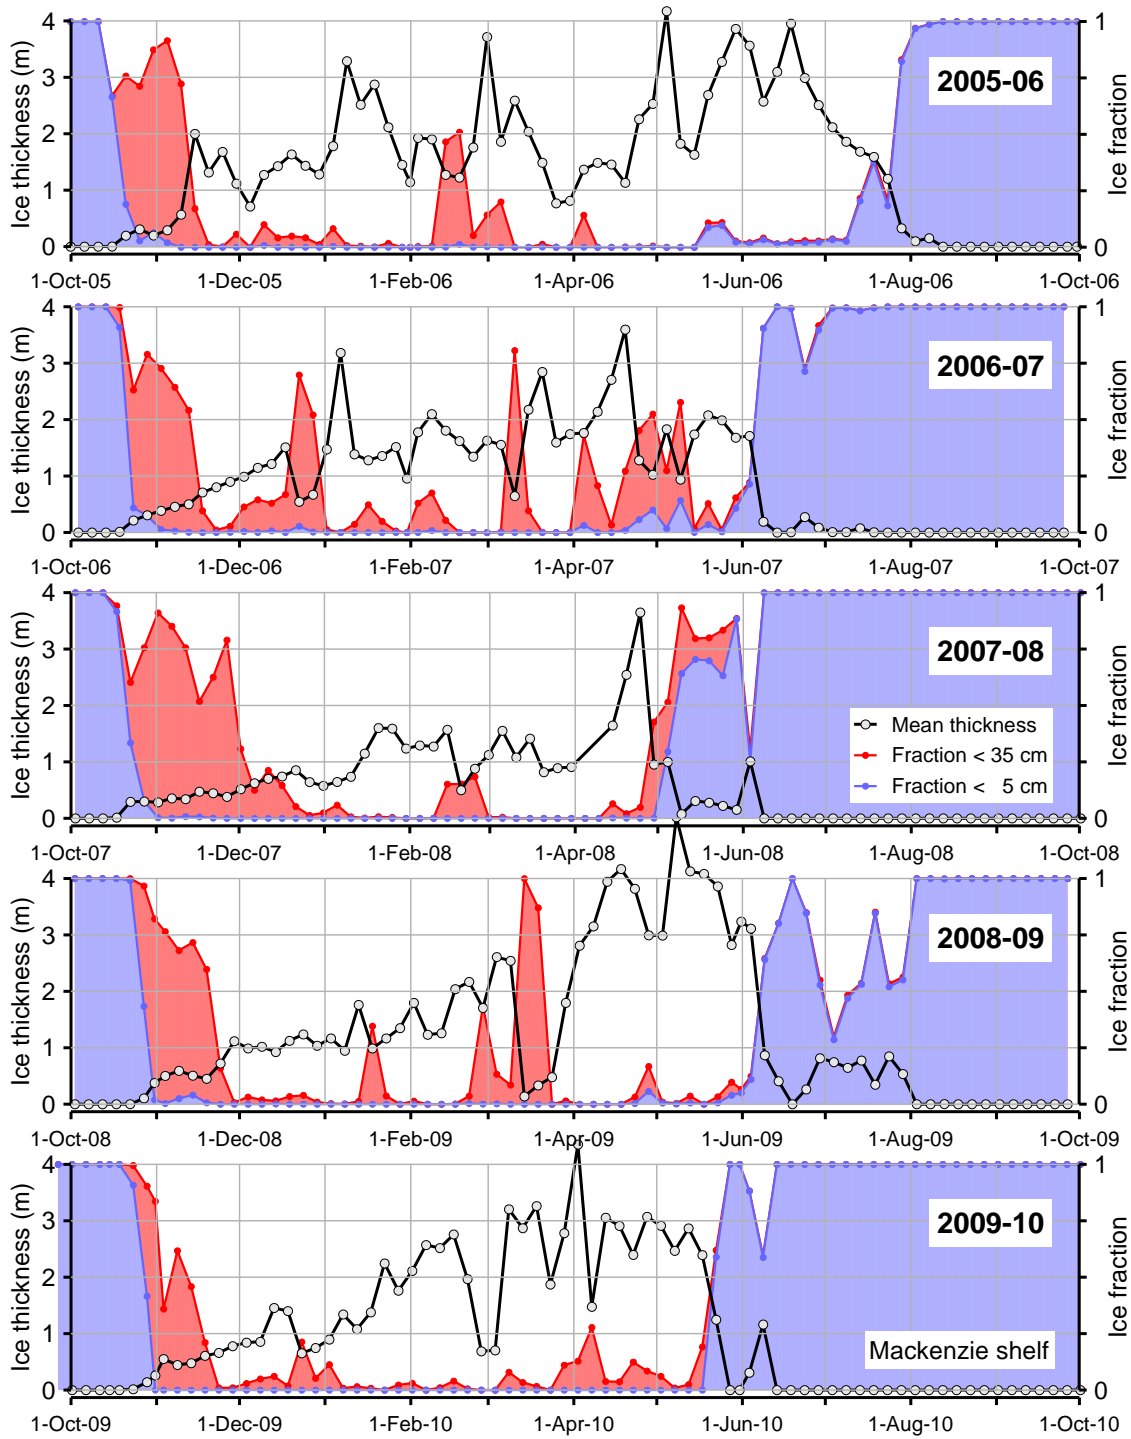 4
3
2
1
0
Ice thickness (m)
2005-06
1
0
Ice fraction
1-Oct-05
1-Dec-05
1-Feb-06
1-Apr-06
1-Jun-06
1-Aug-06
1-Oct-06
4
3
2
1
0
Ice thickness (m)
2006-07
1
0
Ice fraction
1-Oct-06
1-Dec-06
1-Feb-07
1-Apr-07
1-Jun-07
1-Aug-07
1-Oct-07
4
3
2
1
0
Ice thickness (m)
2007-08
Mean thickness
Fraction < 35 cm
Fraction < 5 cm
1
0
Ice fraction
1-Oct-07
1-Dec-07
1-Feb-08
1-Apr-08
1-Jun-08
1-Aug-08
1-Oct-08
4
3
2
1
0
Ice thickness (m)
2008-09
1
0
Ice fraction
1-Oct-08
1-Dec-08
1-Feb-09
1-Apr-09
1-Jun-09
1-Aug-09
1-Oct-09
4
3
2
1
0
Ice thickness (m)
2009-10
Mackenzie shelf
1
0
Ice fraction
1-Oct-09
1-Dec-09
1-Feb-10
1-Apr-10
1-Jun-10
1-Aug-10
1-Oct-10